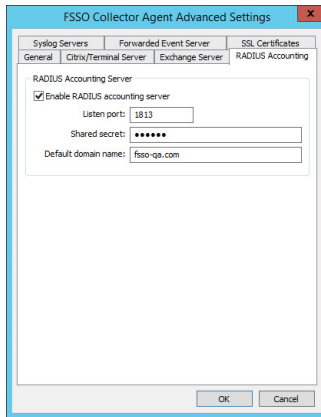 FSSO Collector Agent Advanced Settings
x
Syslog Servers Forwarded Event Server SSL Certificates
General Citrix/Terminal Server Exchange Server RADIUS Accounting
RADIUS Accounting Server
Enable RADIUS accounting server
Listen port: 1813
Shared secret: ●●●●●●
Default domain name: fsso-qa.com
OK Cancel